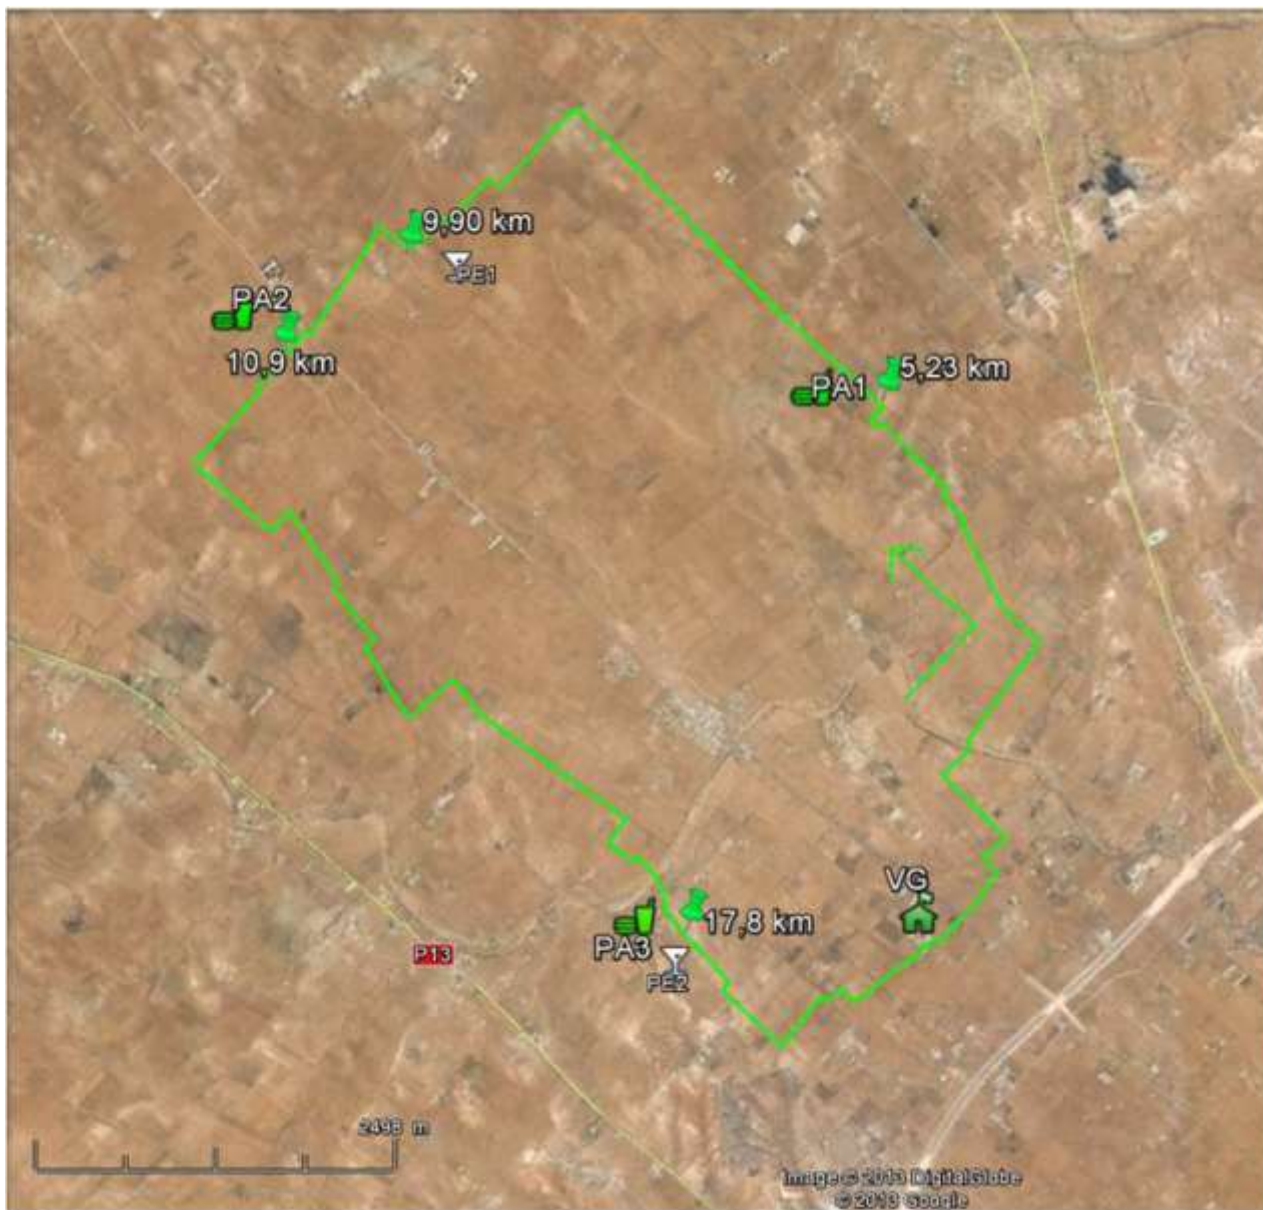 9,90 km
PE1
PA2
10,9 km
PA1
5,23 km
VG
17,8 km
PA3
P13
PE2
2498 m
Image © 2013 DigitalGlobe
© 2013 Google